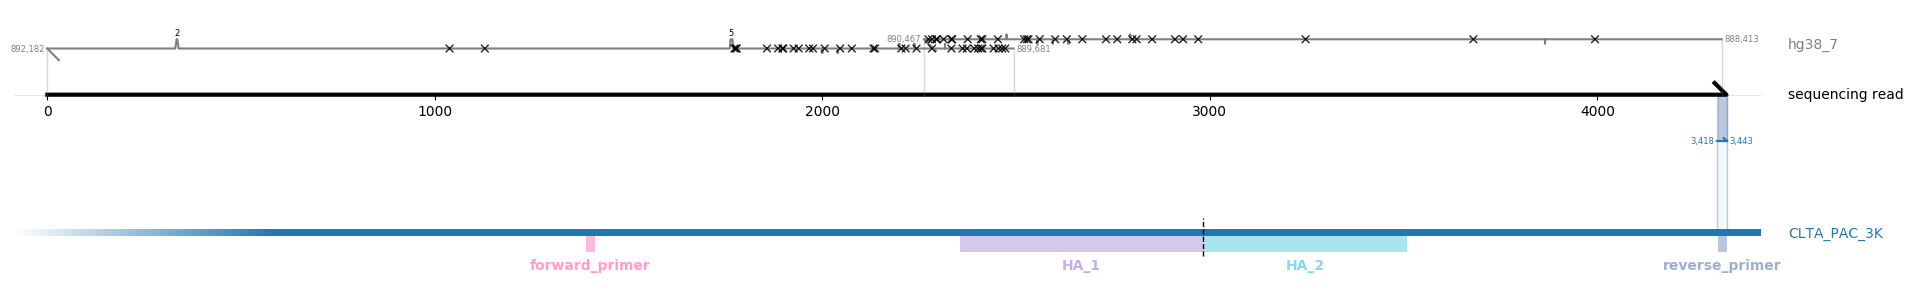 2 5
892,182 890,467 889,681 888,413 hg38_7
sequencing read
0 1000 2000 3000 4000
3,418 3,443
CLTA_PAC_3K
forward_primer HA_1 HA_2 reverse_primer